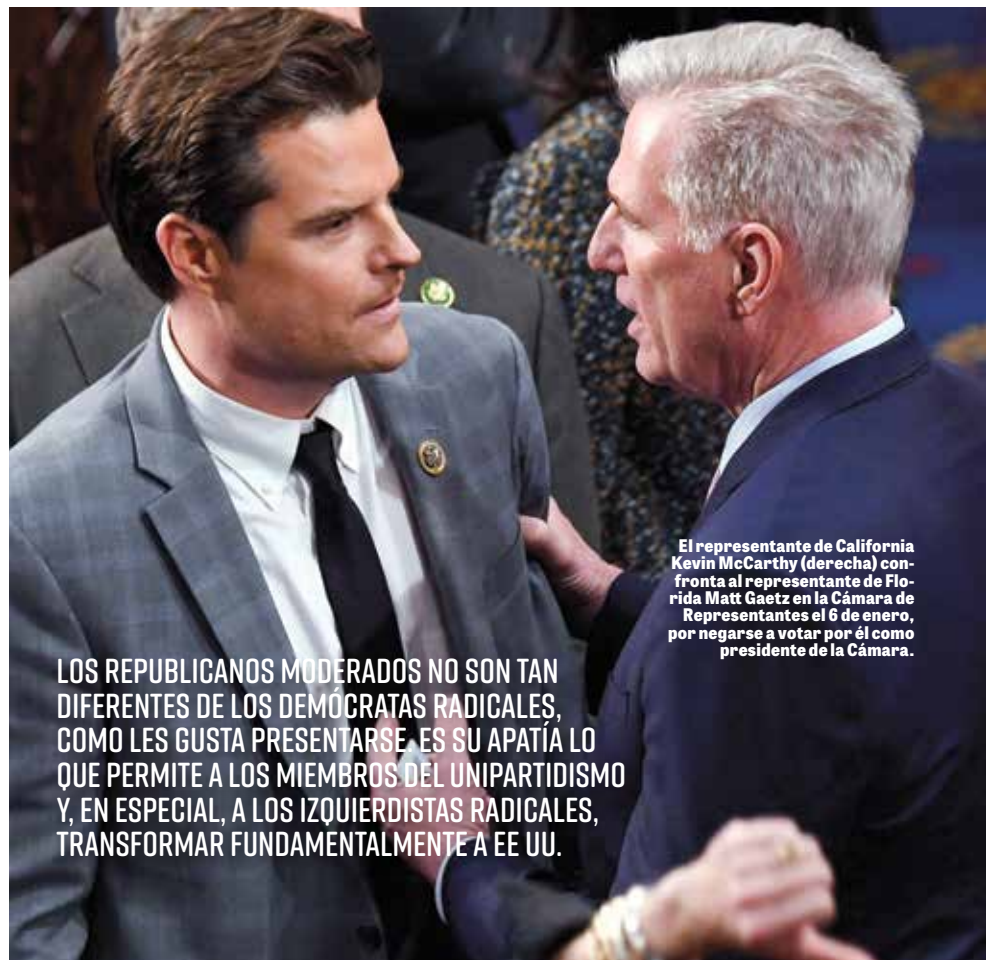 El representante de California
Kevin McCarthy (derecha) con-
fronta al representante de Flo-
rida Matt Gaetz en la Cámara de
Representantes el 6 de enero,
por negarse a votar por él como
presidente de la Cámara.
LOS REPUBLICANOS MODERADOS NO SON TAN
DIFERENTES DE LOS DEMÓCRATAS RADICALES,
COMO LES GUSTA PRESENTARSE. ES SU APATÍA LO
QUE PERMITE A LOS MIEMBROS DEL UNIPARTIDISMO
Y, EN ESPECIAL, A LOS IZQUIERDISTAS RADICALES,
TRANSFORMAR FUNDAMENTALMENTE A EE UU.